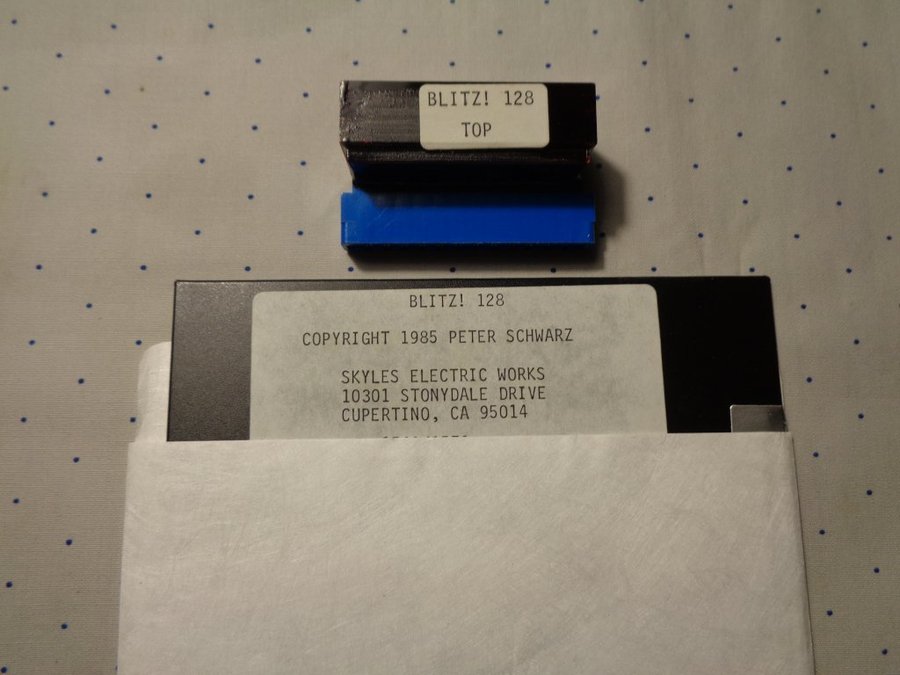 BLITZ! 128
TOP
BLITZ! 128
COPYRIGHT 1985 PETER SCHWARZ
SKYLES ELECTRIC WORKS
10301 STONYDALE DRIVE
CUPERTINO, CA 95014